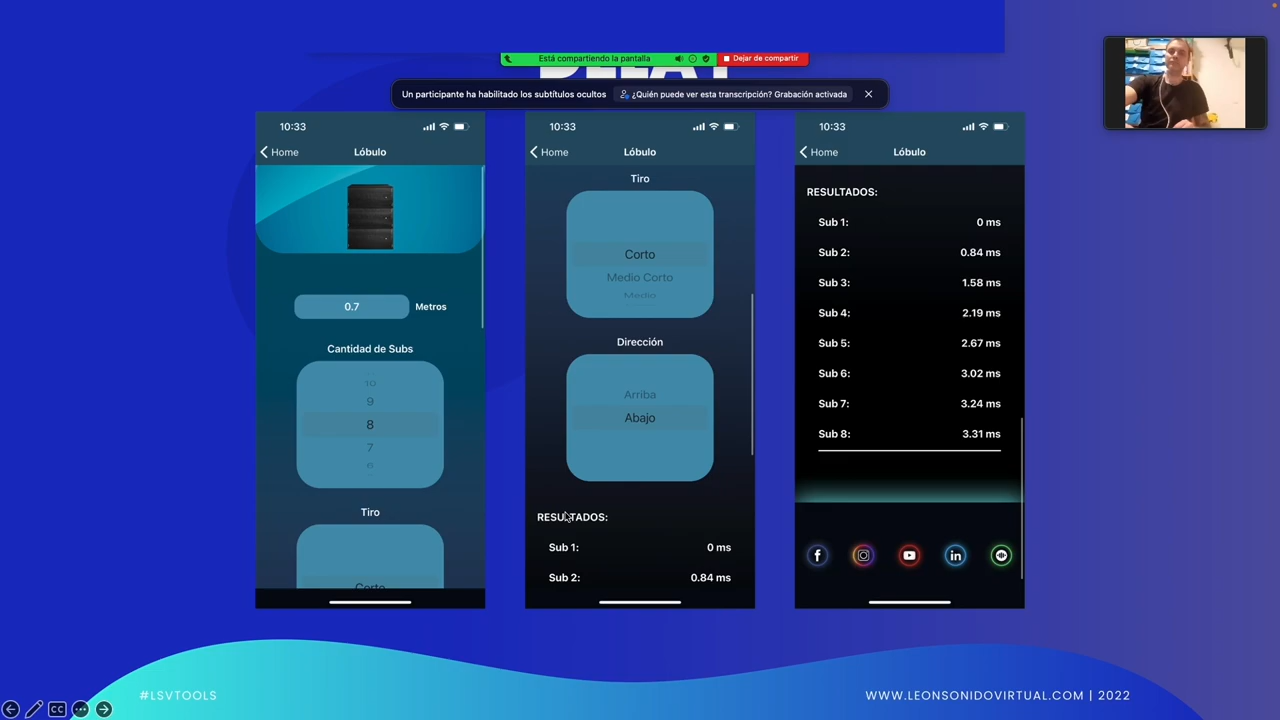 Está compartiendo la pantalla
Dejar de compartir
Un participante ha habilitado los subtítulos ocultos
¿Quién puede ver esta transcripción? Grabación activada
10:33
Home
Lóbulo
0.7
Metros
Cantidad de Subs
10
9
8
7
6
Tiro
Corto
10:33
Home
Lóbulo
Tiro
Corto
Medio Corto
Medio
Dirección
Arriba
Abajo
RESULTADOS:
Sub 1: 0 ms
Sub 2: 0.84 ms
10:33
Home
Lóbulo
RESULTADOS:
Sub 1: 0 ms
Sub 2: 0.84 ms
Sub 3: 1.58 ms
Sub 4: 2.19 ms
Sub 5: 2.67 ms
Sub 6: 3.02 ms
Sub 7: 3.24 ms
Sub 8: 3.31 ms
#LSVTOOLS
WWW.LEONSONIDOVIRTUAL.COM | 2022
CC